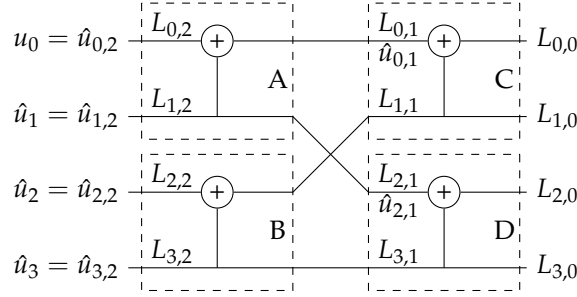 u_0 = û_{0,2} L_{0,2} + L_{0,1} + L_{0,0}
û_{0,1}
A C
û_1 = û_{1,2} L_{1,2} L_{1,1} L_{1,0}
û_2 = û_{2,2} L_{2,2} + L_{2,1} + L_{2,0}
û_{2,1}
B D
û_3 = û_{3,2} L_{3,2} L_{3,1} L_{3,0}